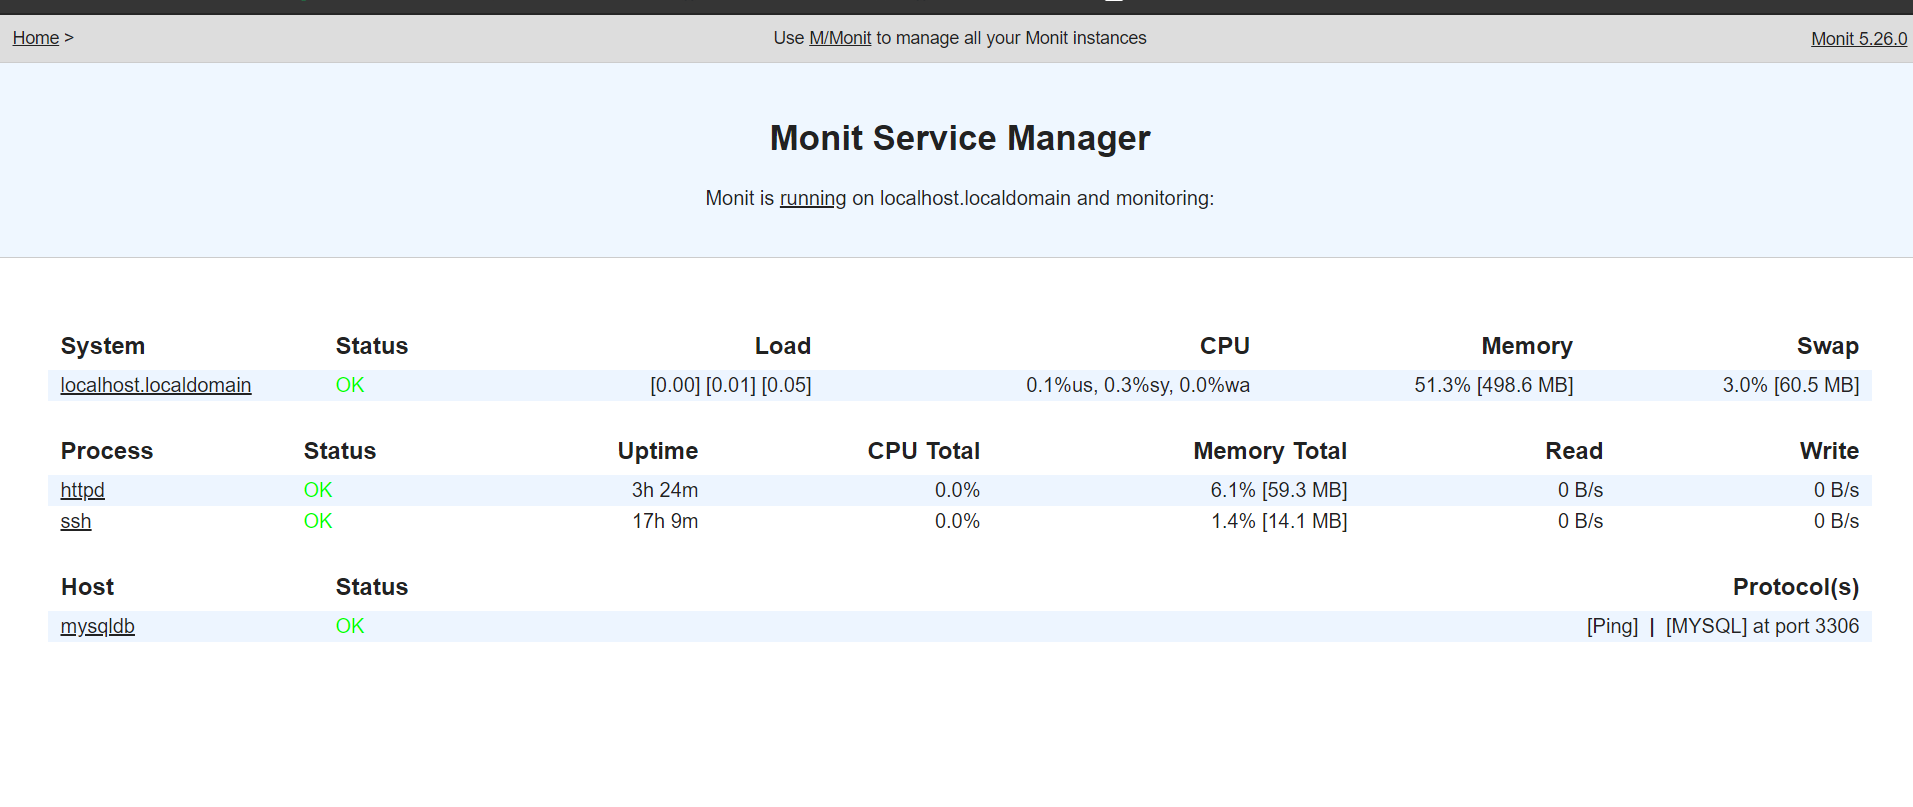 Home > Use M/Monit to manage all your Monit instances Monit 5.26.0
Monit Service Manager
Monit is running on localhost.localdomain and monitoring:
System Status Load CPU Memory Swap
localhost.localdomain OK [0.00] [0.01] [0.05] 0.1%us, 0.3%sy, 0.0%wa 51.3% [498.6 MB] 3.0% [60.5 MB]
Process Status Uptime CPU Total Memory Total Read Write
httpd OK 3h 24m 0.0% 6.1% [59.3 MB] 0 B/s 0 B/s
ssh OK 17h 9m 0.0% 1.4% [14.1 MB] 0 B/s 0 B/s
Host Status Protocol(s)
mysqldb OK [Ping] | [MYSQL] at port 3306